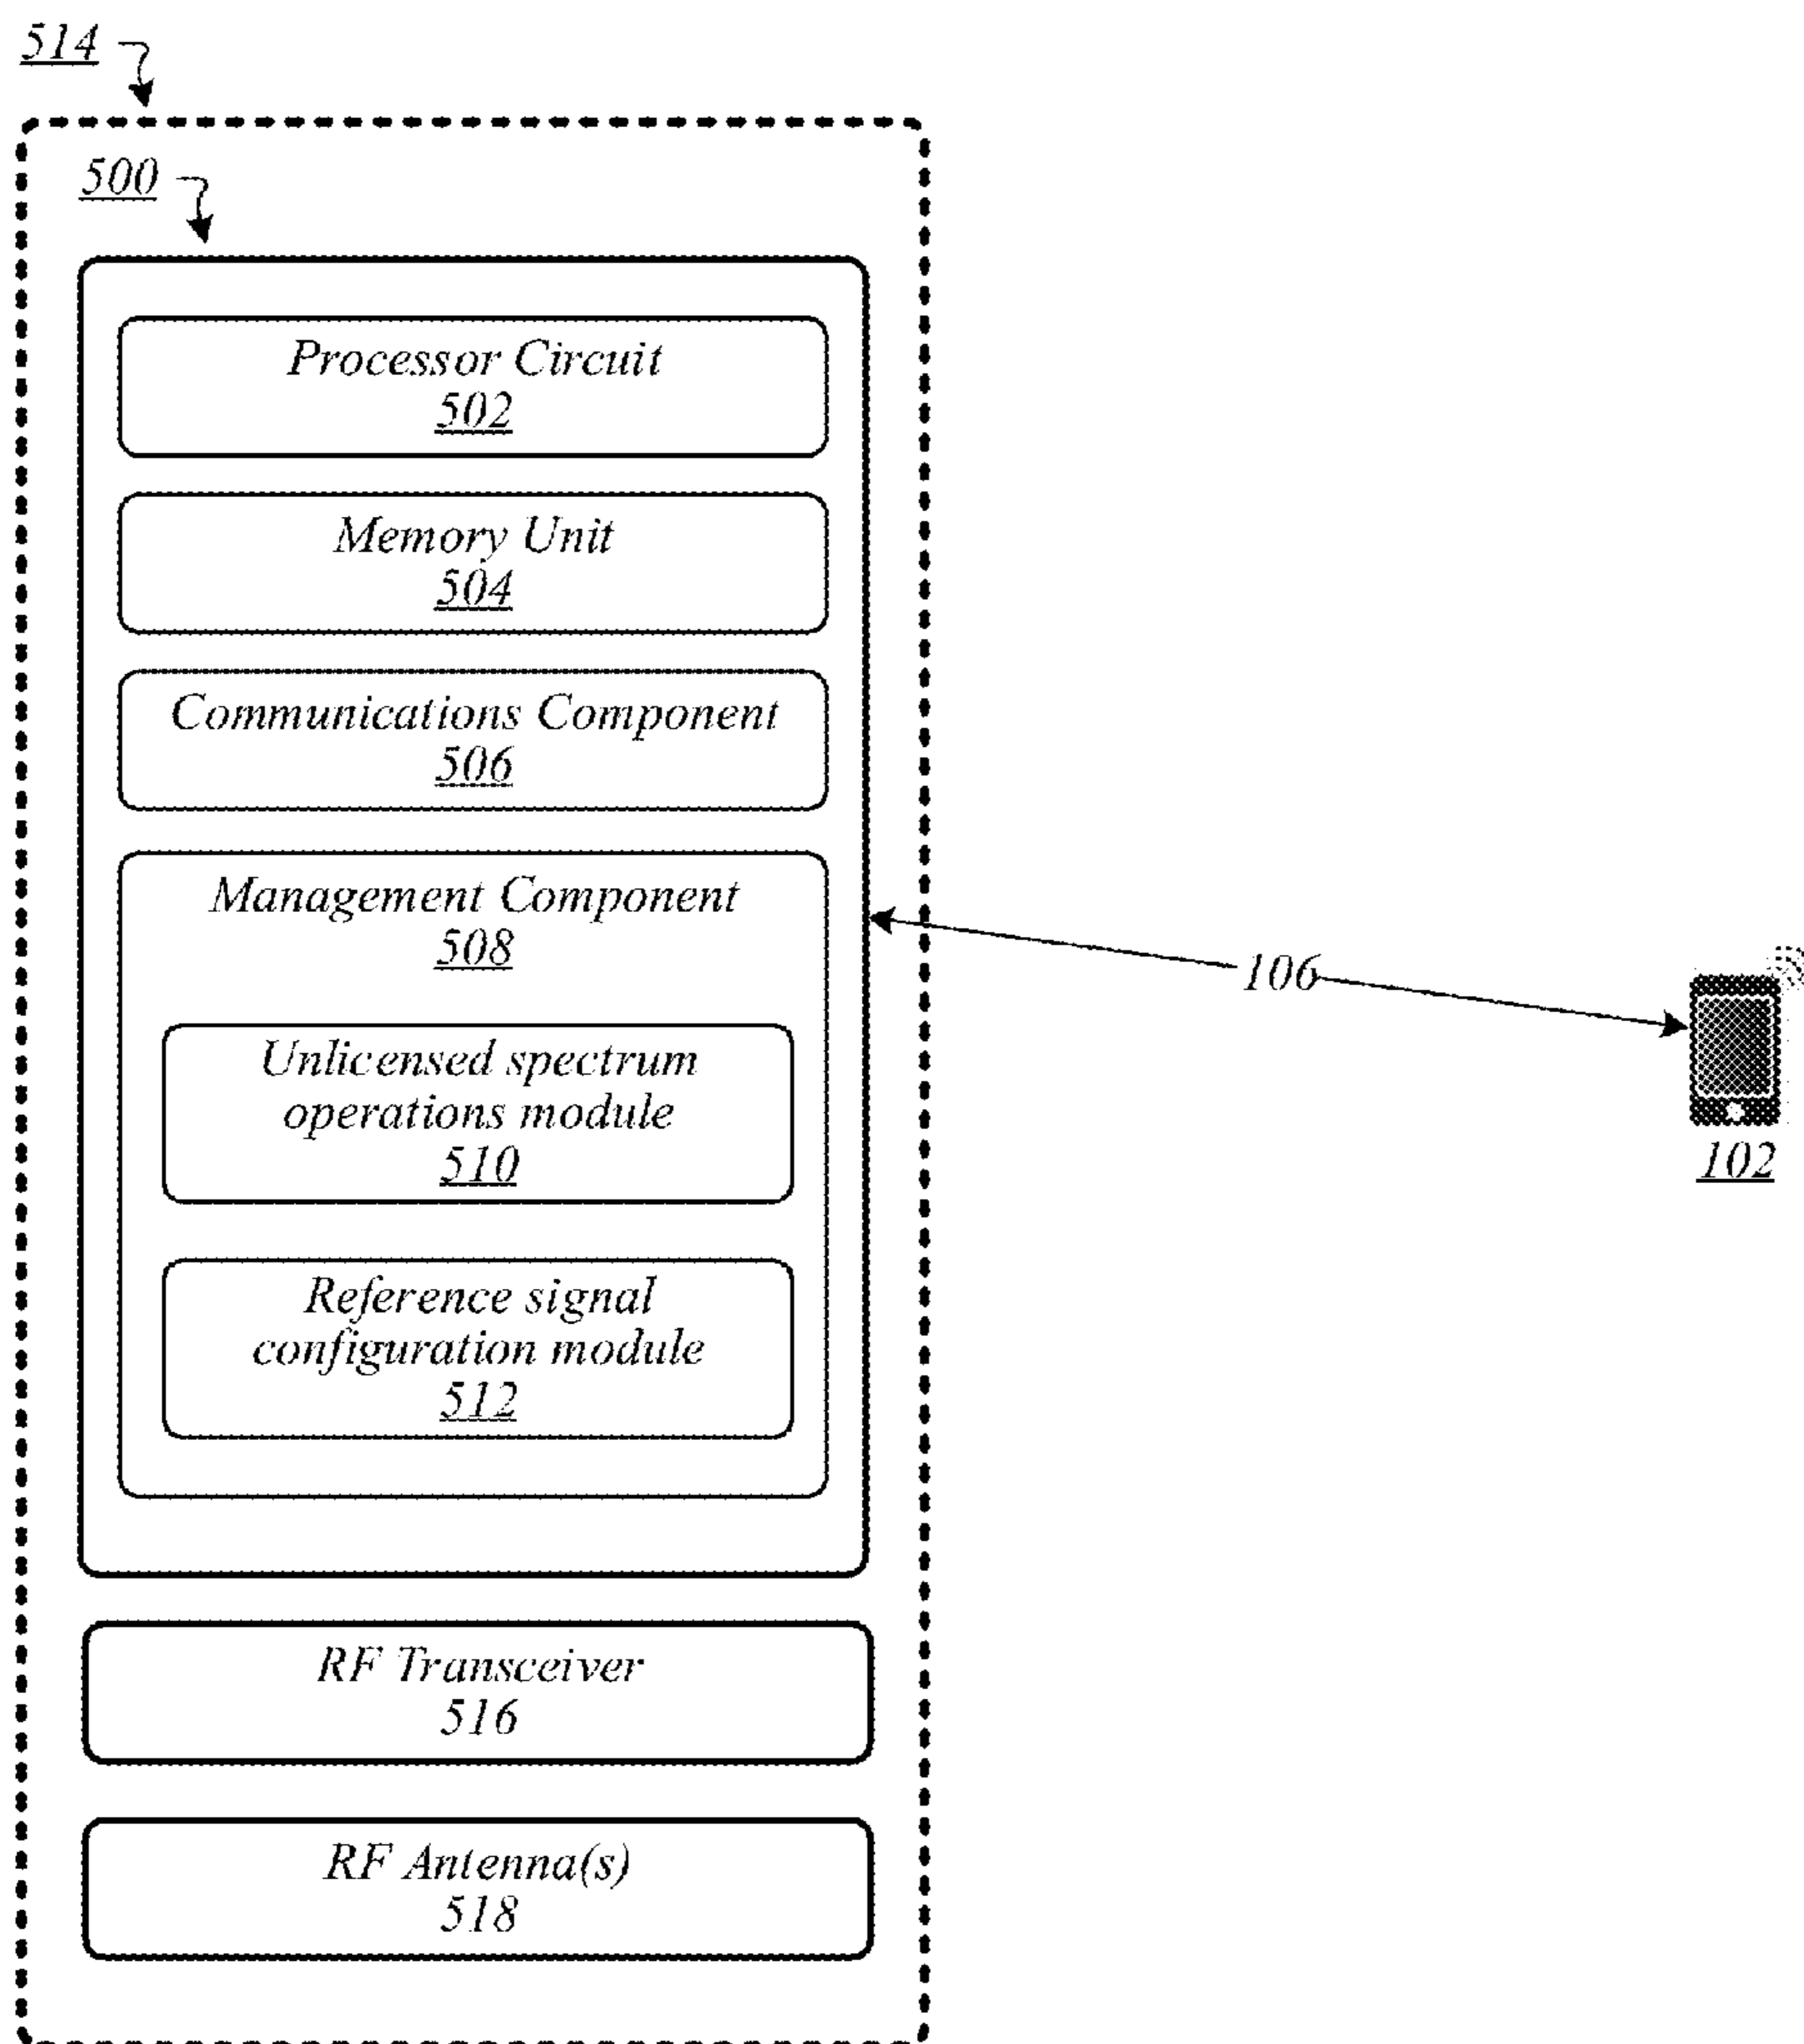 514
500
Processor Circuit
502
Memory Unit
504
Communications Component
506
Management Component
508
106
Unlicensed spectrum
operations module
510
102
Reference signal
configuration module
512
RF Transceiver
516
RF Antenna(s)
518